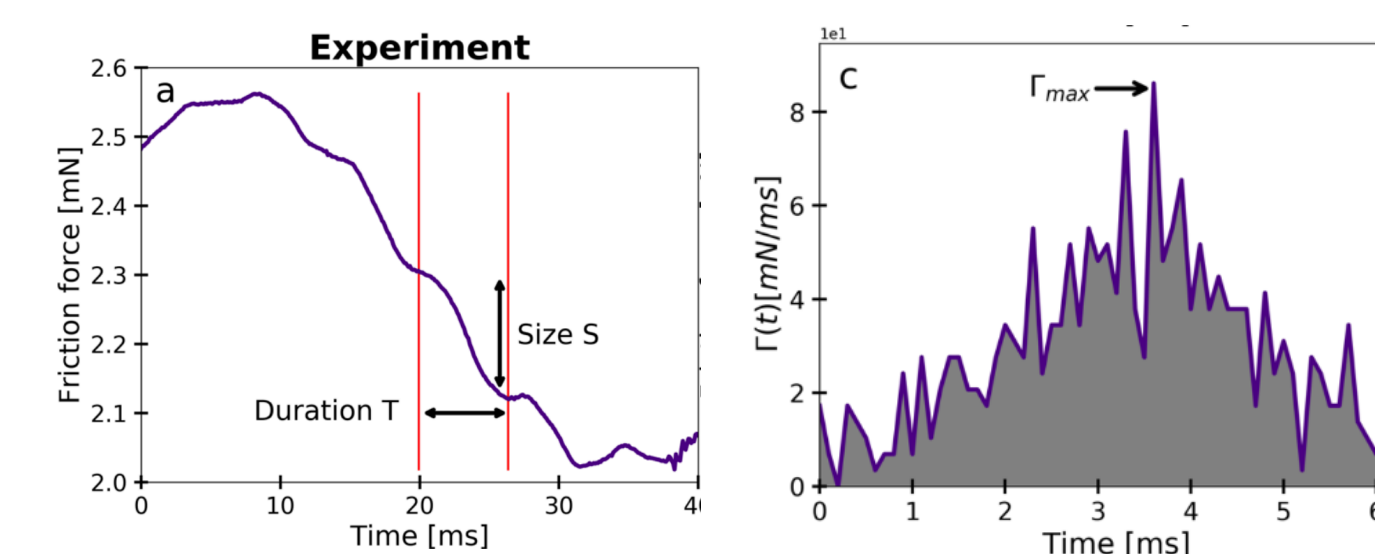 Experiment
a
Friction force [mN]
2.6
2.5
2.4
2.3
2.2
2.1
2.0
Size S
Duration T
0 10 20 30
Time [ms]
1e1
c
Γmax
Γ(t)[mN/ms]
8
6
4
2
0
0 1 2 3 4 5 6
Time [ms]